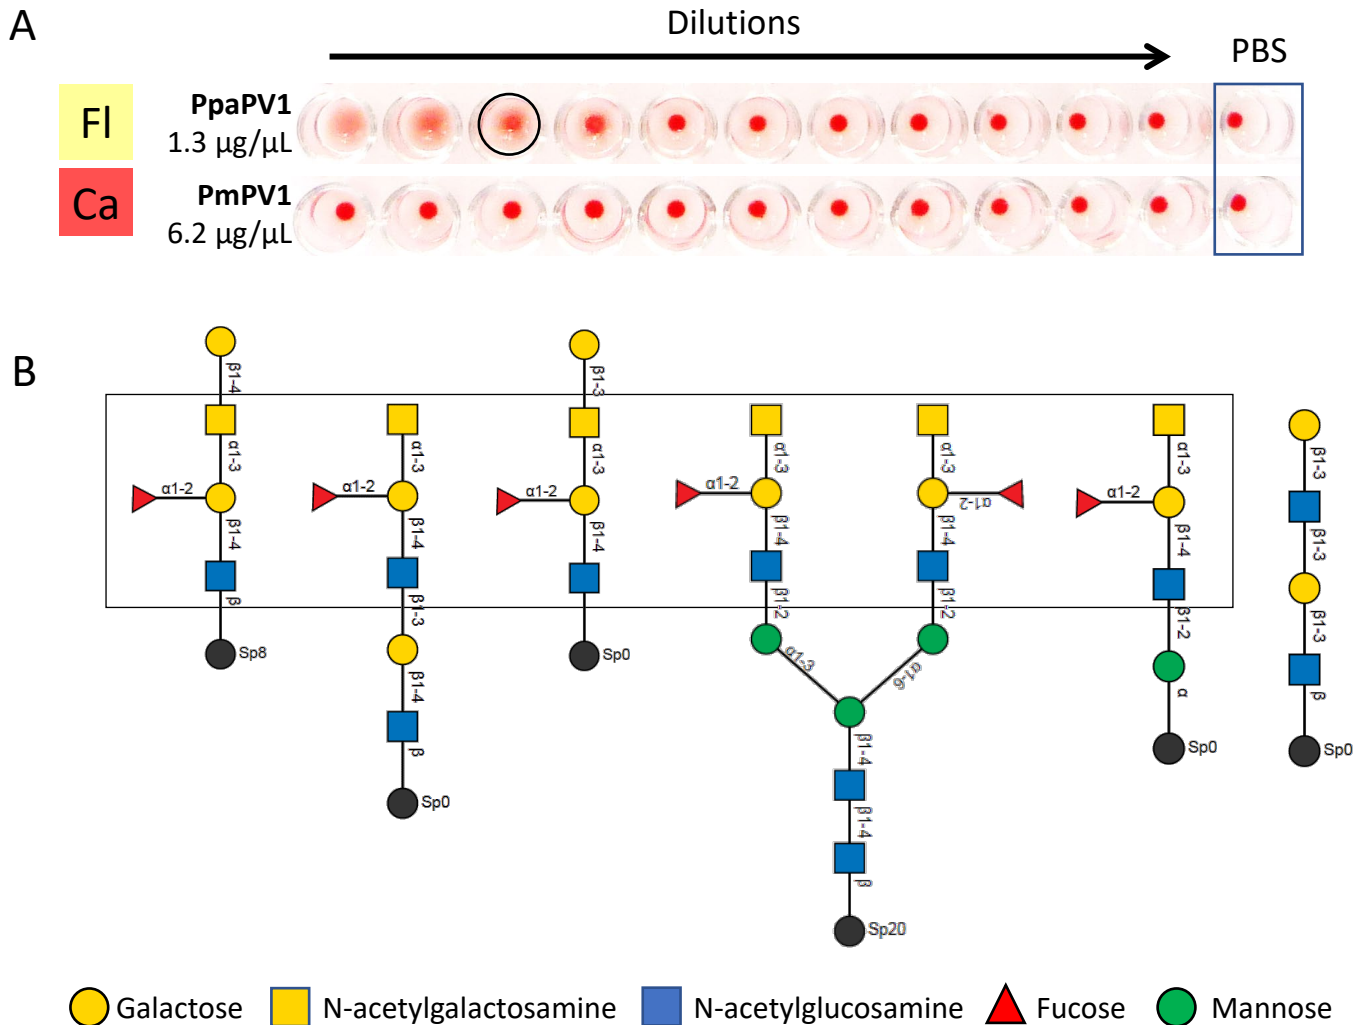 A
Dilutions
PBS
Fl
PpaPV1
1.3 µg/µL
Ca
PmPV1
6.2 µg/µL
B
β1-4
α1-3
α1-2
β1-4
β
Sp8
α1-3
α1-2
β1-4
β1-3
β1-4
β
Sp0
β1-3
α1-3
α1-2
β1-4
Sp0
α1-3
α1-2
β1-4
β1-2
α1-3
α1-3
α1-2
β1-4
β1-2
α1-6
β1-4
β1-4
β
Sp20
α1-3
α1-2
β1-4
β1-2
α
Sp0
β1-3
β1-3
β1-3
β
Sp0
Galactose
N-acetylgalactosamine
N-acetylglucosamine
Fucose
Mannose